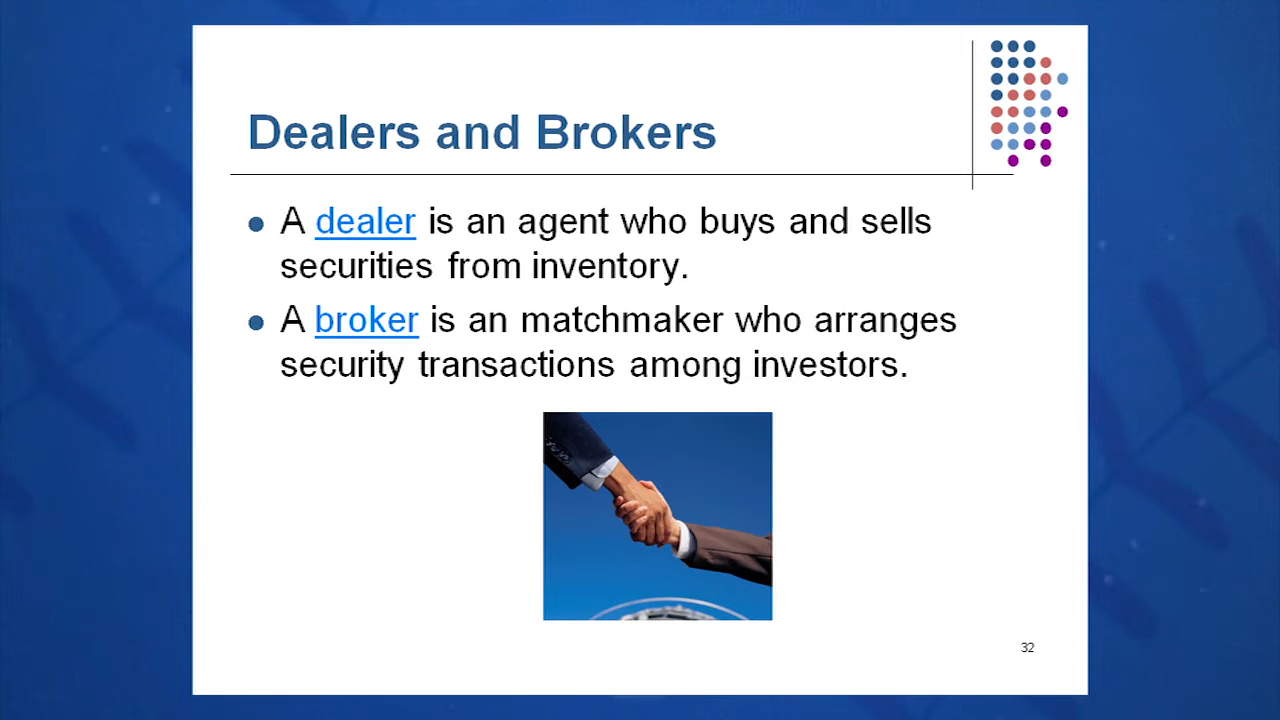 Dealers and Brokers
A dealer is an agent who buys and sells
securities from inventory.
A broker is an matchmaker who arranges
security transactions among investors.
32